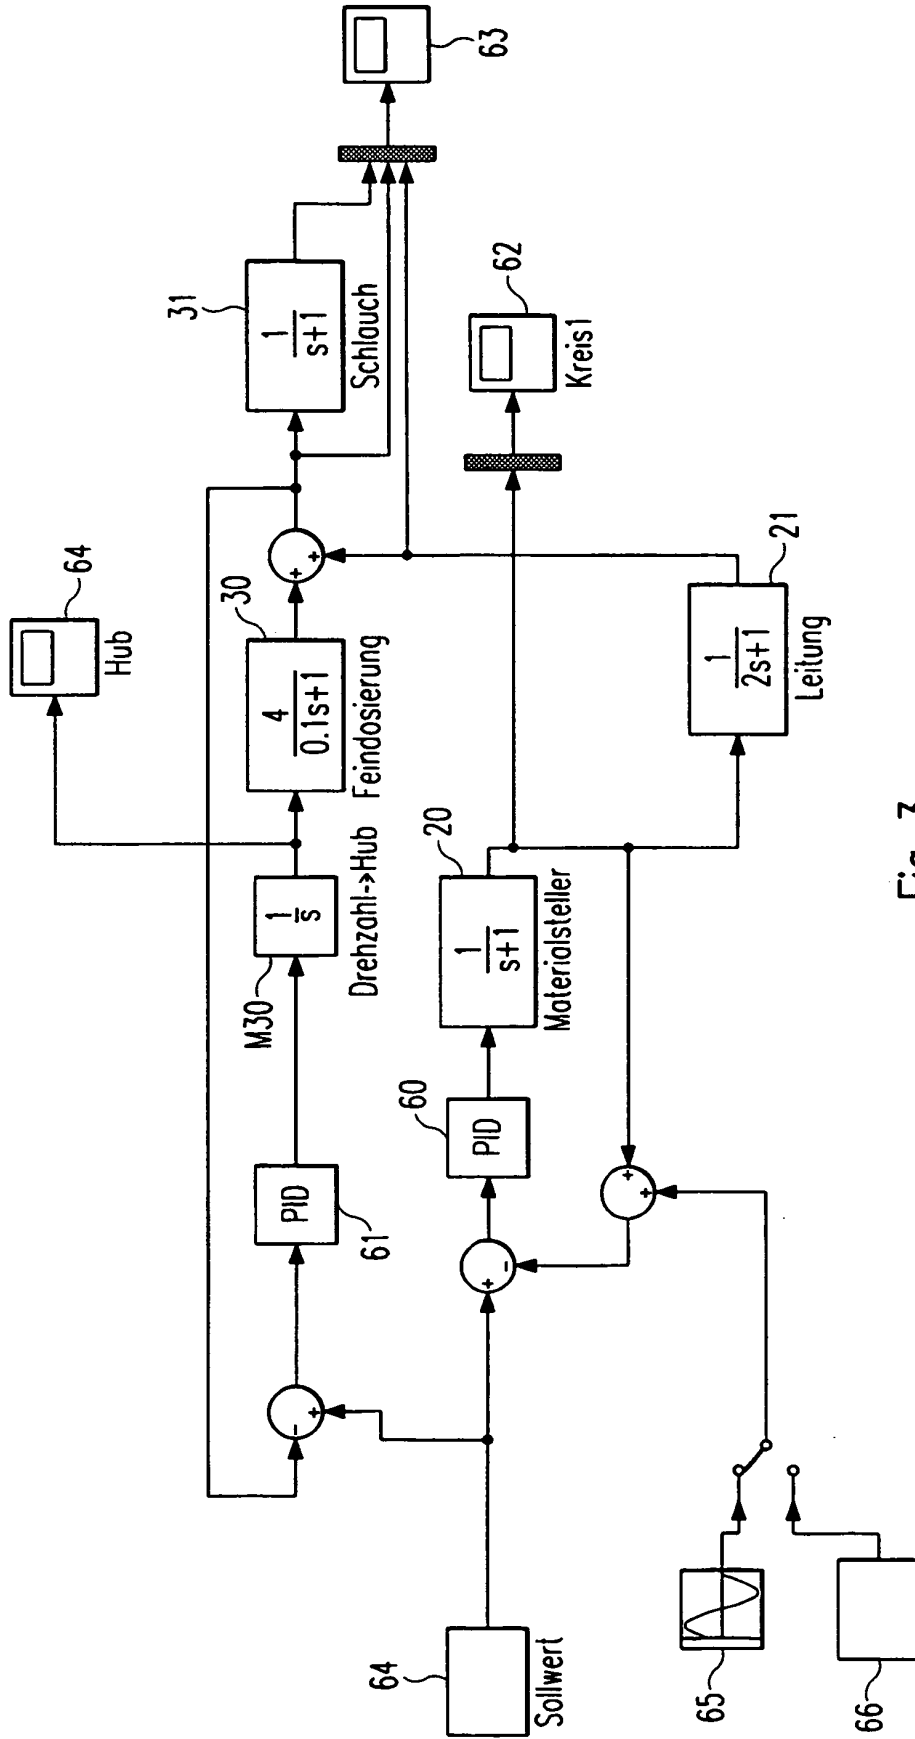 64
Hub
64
Sollwert
+
-
61
PID
M30
1
s
Drehzahl->Hub
30
4
0.1s+1
Feindosierung
+
+
31
1
s+1
Schlauch
63
+
-
60
PID
20
1
s+1
Materialsteller
62
Kreis1
+
+
21
1
2s+1
Leitung
65
66
Fig.